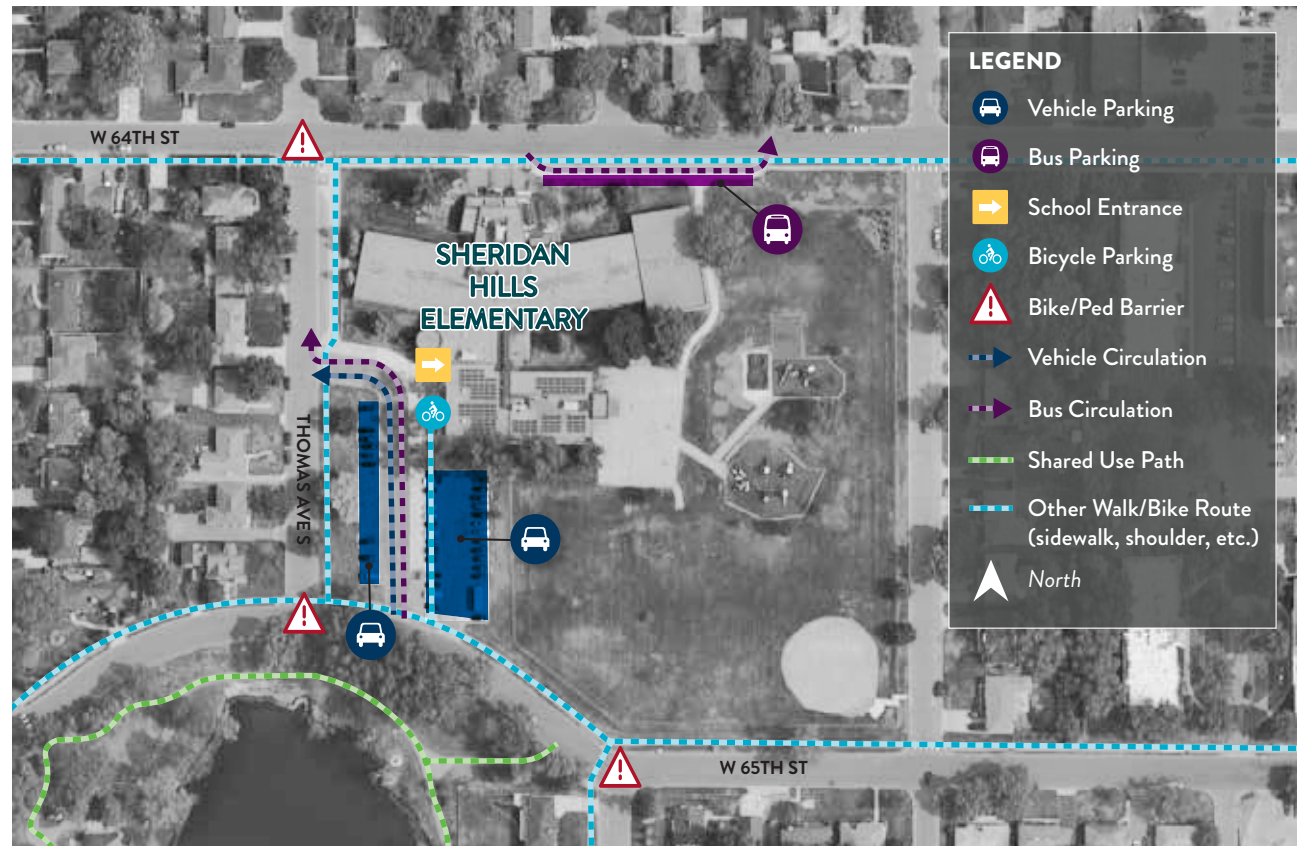 LEGEND
Vehicle Parking
Bus Parking
School Entrance
Bicycle Parking
Bike/Ped Barrier
Vehicle Circulation
Bus Circulation
Shared Use Path
Other Walk/Bike Route
(sidewalk, shoulder, etc.)
North
W 64TH ST
SHERIDAN
HILLS
ELEMENTARY
THOMAS AVE S
W 65TH ST